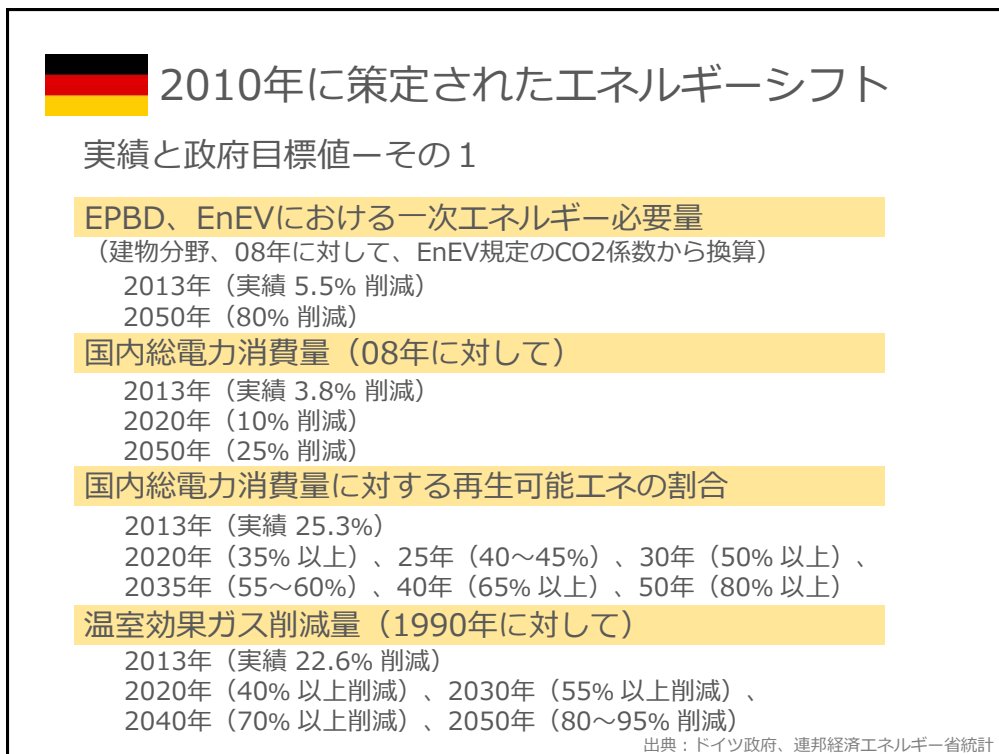 2010年に策定されたエネルギーシフト
実績と政府目標値ーその１
EPBD、EnEVにおける一次エネルギー必要量
（建物分野、08年に対して、EnEV規定のCO2係数から換算）
2013年（実績 5.5% 削減）
2050年（80% 削減）
国内総電力消費量（08年に対して）
2013年（実績 3.8% 削減）
2020年（10% 削減）
2050年（25% 削減）
国内総電力消費量に対する再生可能エネの割合
2013年（実績 25.3%）
2020年（35% 以上）、25年（40～45%）、30年（50% 以上）、
2035年（55～60%）、40年（65% 以上）、50年（80% 以上）
温室効果ガス削減量（1990年に対して）
2013年（実績 22.6% 削減）
2020年（40% 以上削減）、2030年（55% 以上削減）、
2040年（70% 以上削減）、2050年（80～95% 削減）
出典：ドイツ政府、連邦経済エネルギー省統計